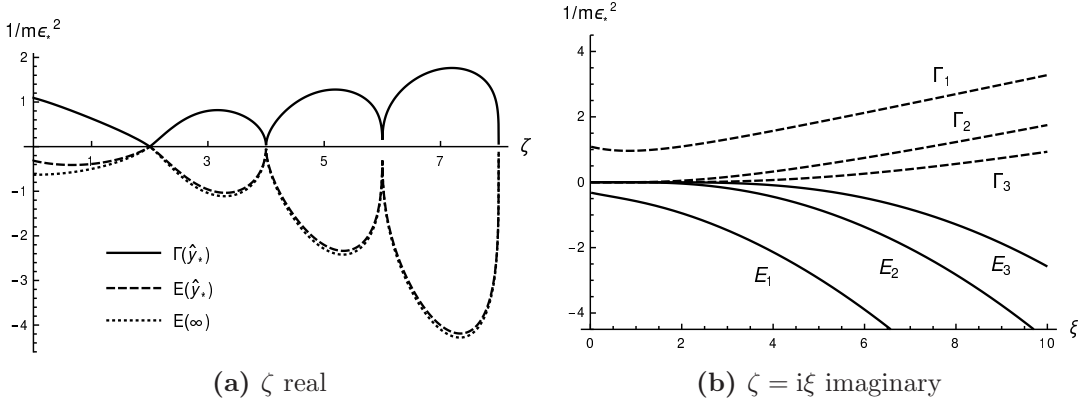 1/mϵ*²
2
1
-1
-2
-3
-4
1
3
5
7
ζ
Γ(ŷ*)
E(ŷ*)
E(∞)
(a) ζ real
1/mϵ*²
4
2
0
-2
-4
0
2
4
6
8
10
ξ
Γ₁
Γ₂
Γ₃
E₁
E₂
E₃
(b) ζ = iξ imaginary